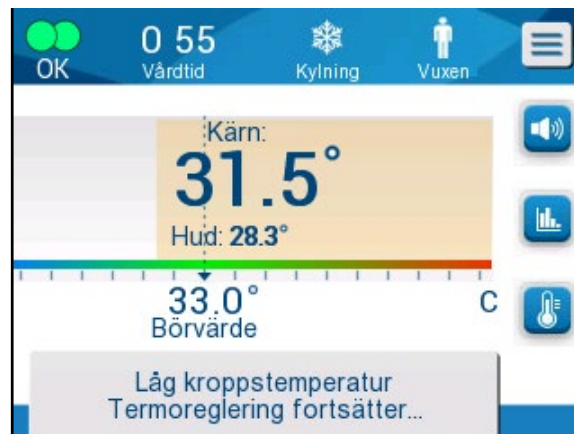 OK
0 55
Vårdtid
Kylning
Vuxen
Kärn:
31.5°
Hud: 28.3°
33.0°
C
Börvärde
Låg kroppstemperatur
Termoreglering fortsätter...